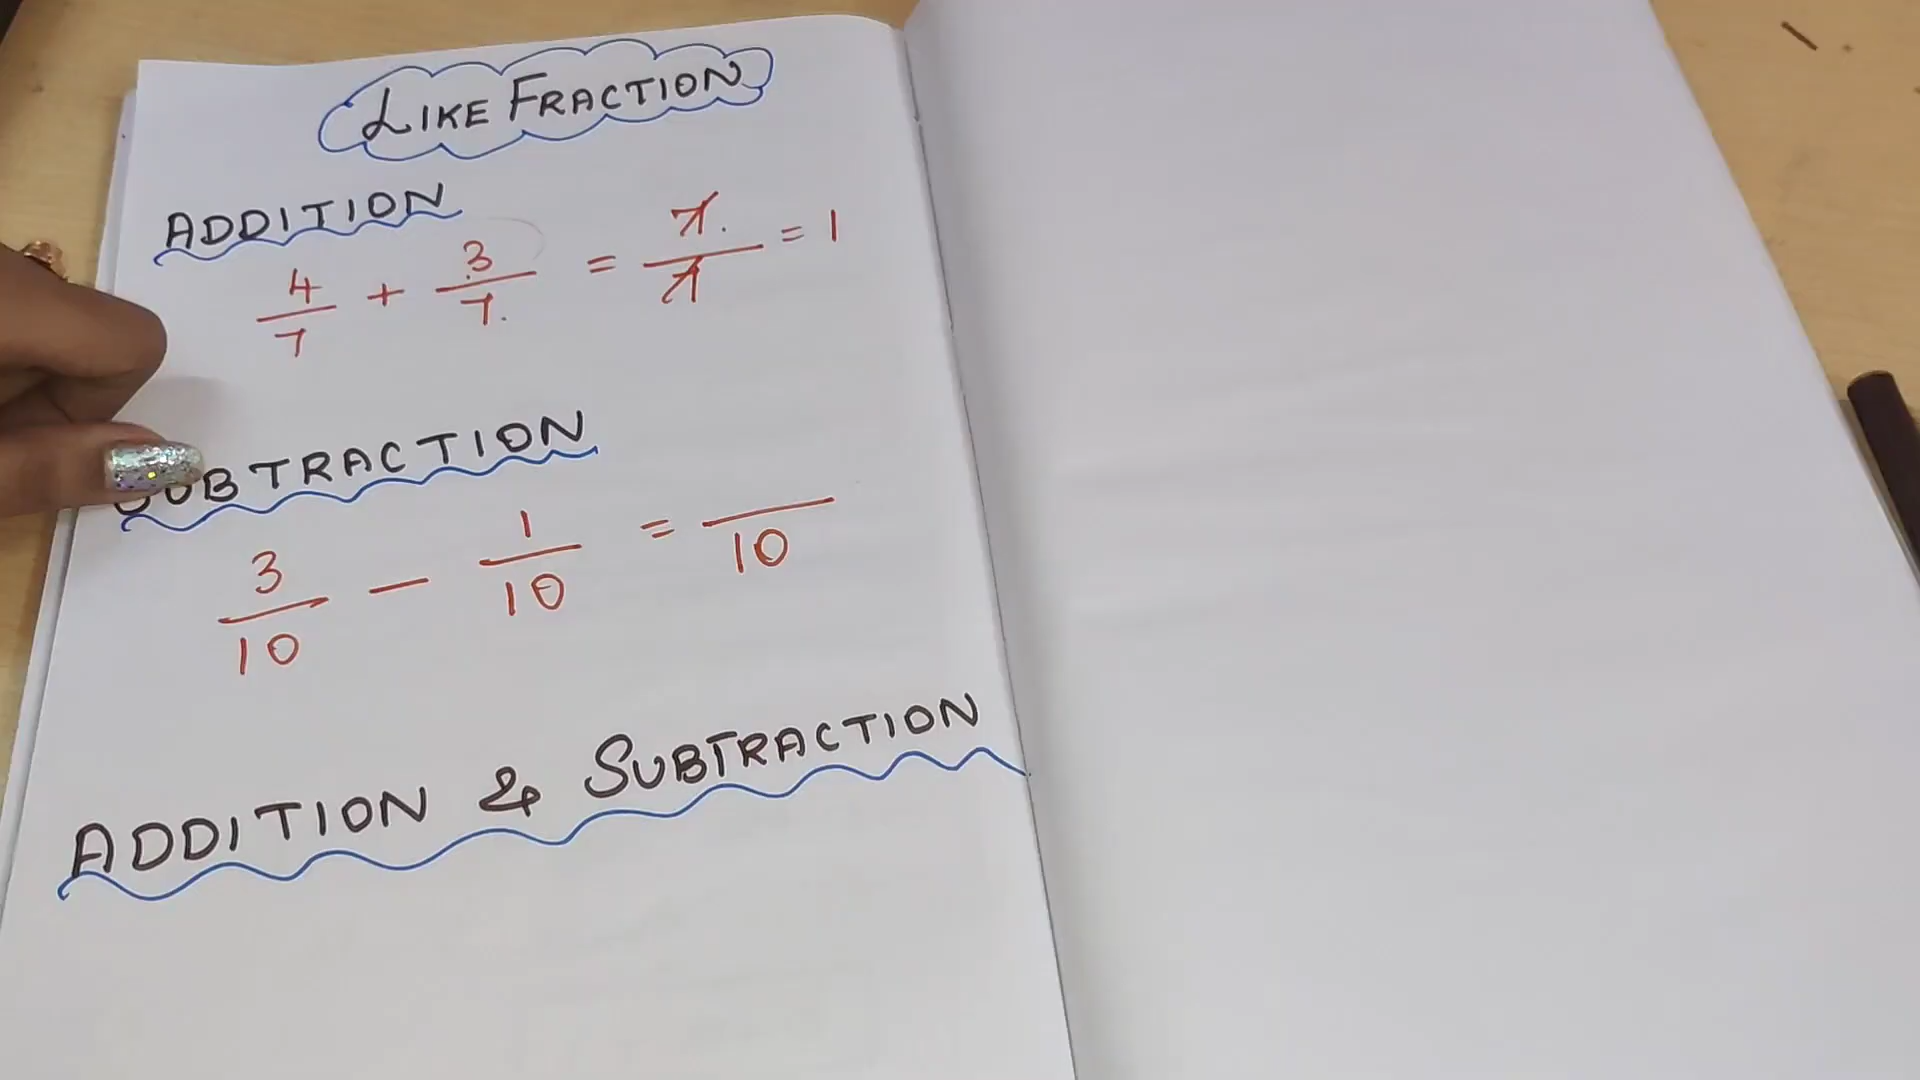 LIKE FRACTION
ADDITION
4/7 + 3/7 = 7/7 = 1
SUBTRACTION
3/10 - 1/10 = /10
ADDITION & SUBTRACTION